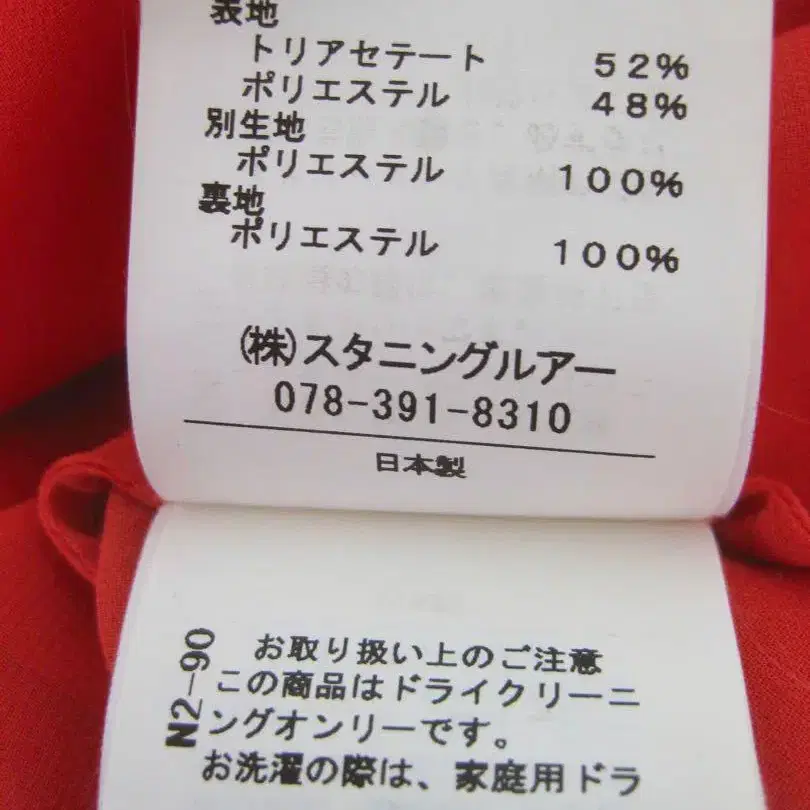 表地
トリアセテート 52%
ポリエステル 48%
別生地
ポリエステル 100%
裏地
ポリエステル 100%
(株)スタニングルアー
078-391-8310
日本製
N2-90
お取り扱い上のご注意
この商品はドライクリーニ
ングオンリーです。
お洗濯の際は、家庭用ドラ